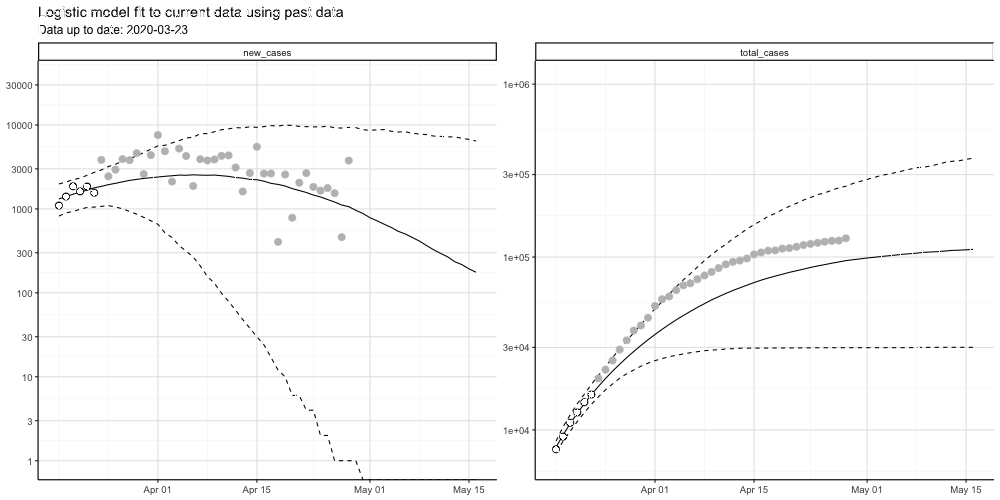 Logistic model fit to current data using past data
Data up to date: 2020-03-23
new_cases
total_cases
30000
10000
3000
1000
300
100
30
10
3
1
Apr 01
Apr 15
May 01
May 15
1e+06
3e+05
1e+05
3e+04
1e+04
Apr 01
Apr 15
May 01
May 15